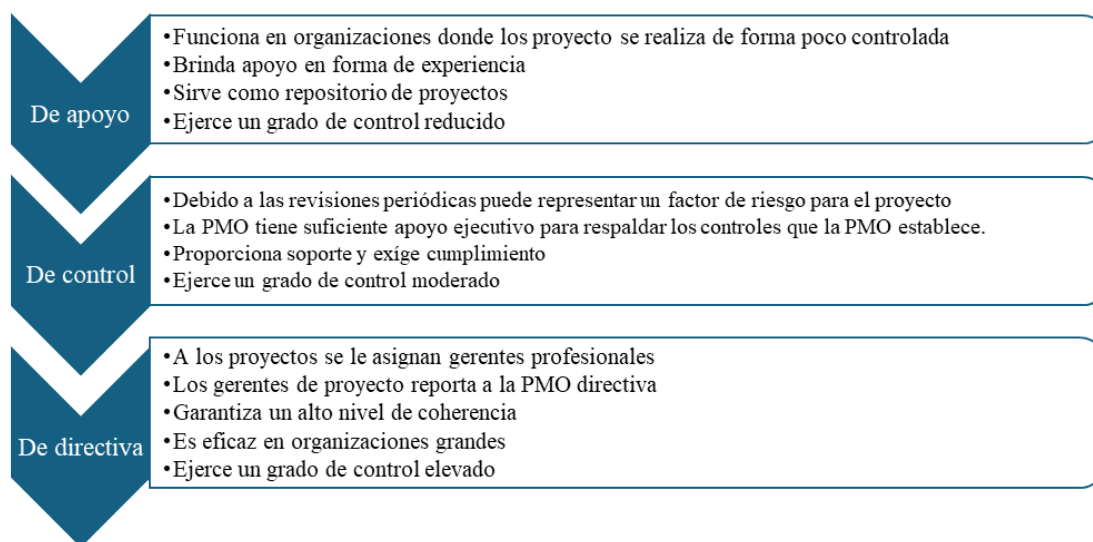 De apoyo
•Funciona en organizaciones donde los proyecto se realiza de forma poco controlada
•Brinda apoyo en forma de experiencia
•Sirve como repositorio de proyectos
•Ejerce un grado de control reducido
De control
•Debido a las revisiones periódicas puede representar un factor de riesgo para el proyecto
•La PMO tiene suficiente apoyo ejecutivo para respaldar los controles que la PMO establece.
•Proporciona soporte y exíge cumplimiento
•Ejerce un grado de control moderado
De directiva
•A los proyectos se le asignan gerentes profesionales
•Los gerentes de proyecto reporta a la PMO directiva
•Garantiza un alto nivel de coherencia
•Es eficaz en organizaciones grandes
•Ejerce un grado de control elevado